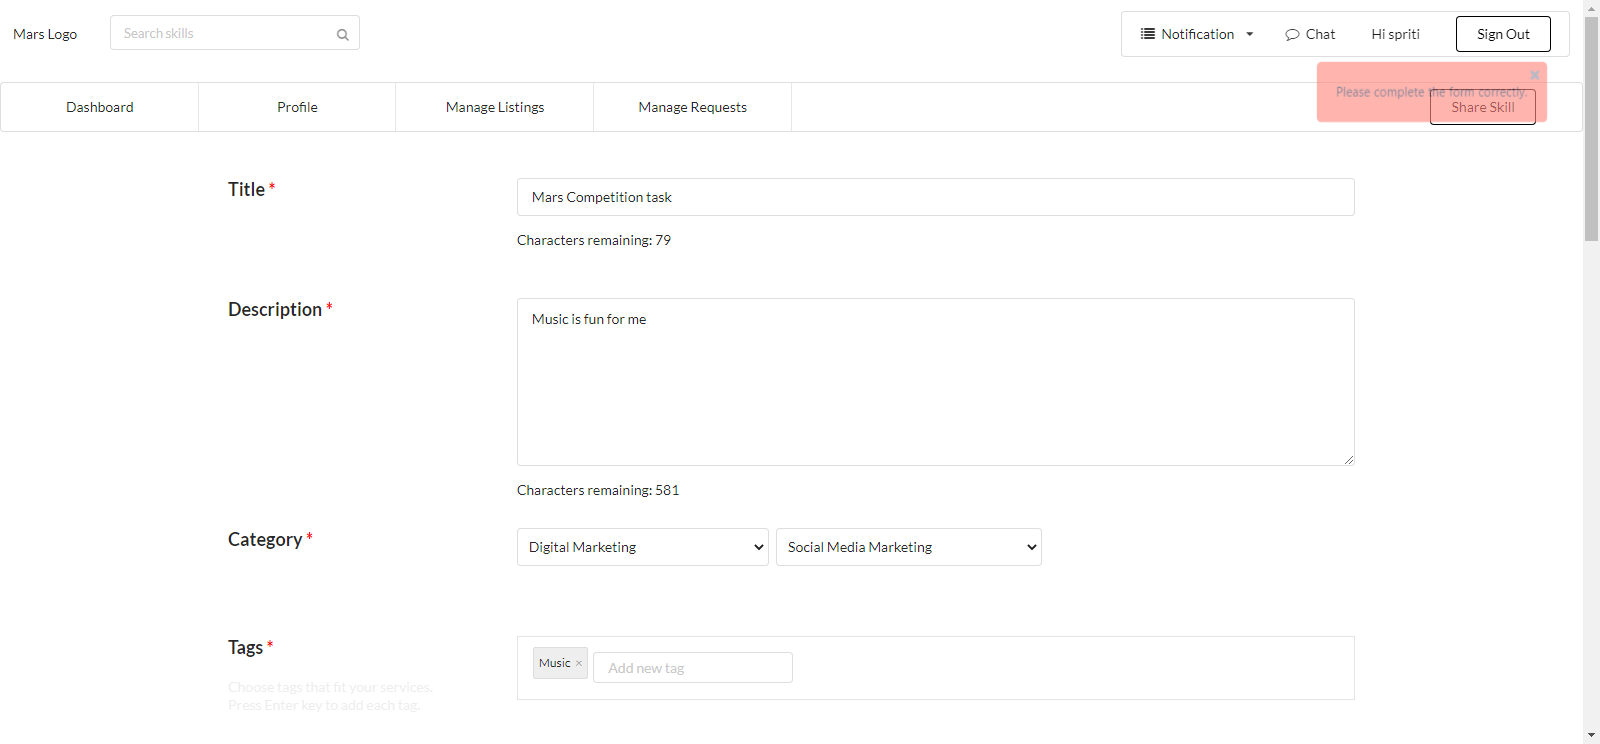 Mars Logo
Search skills
Notification
Chat
Hi spriti
Sign Out
Please complete the form correctly.
Dashboard
Profile
Manage Listings
Manage Requests
Share Skill
Title *
Mars Competition task
Characters remaining: 79
Description *
Music is fun for me
Characters remaining: 581
Category *
Digital Marketing
Social Media Marketing
Tags *
Music ×
Add new tag
Choose tags that fit your services.
Press Enter key to add each tag.